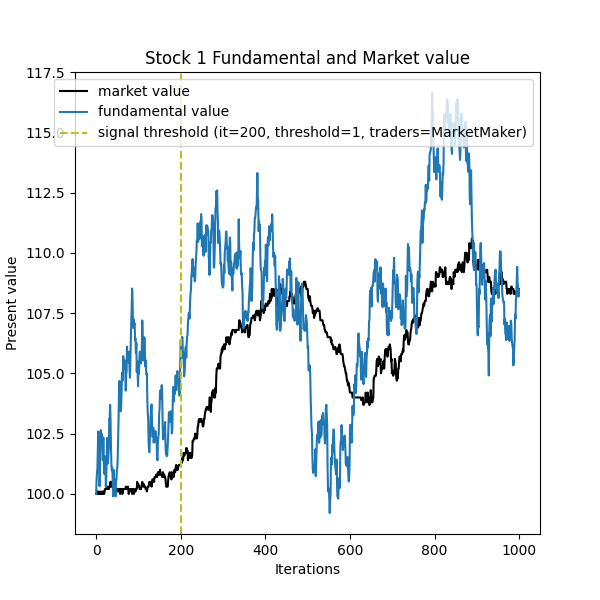 Stock 1 Fundamental and Market value
market value
fundamental value
signal threshold (it=200, threshold=1, traders=MarketMaker)
117.5
115.0
112.5
110.0
107.5
105.0
102.5
100.0
Present value
0 200 400 600 800 1000
Iterations